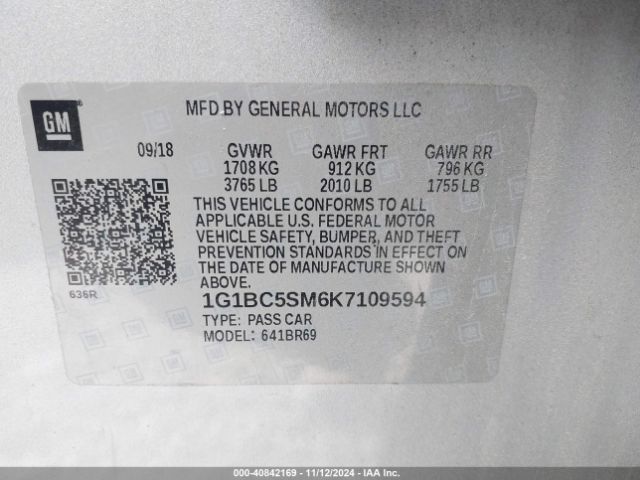 GM
MFD BY GENERAL MOTORS LLC
09/18 GVWR GAWR FRT GAWR RR
1708 KG 912 KG 796 KG
3765 LB 2010 LB 1755 LB
THIS VEHICLE CONFORMS TO ALL
APPLICABLE U.S. FEDERAL MOTOR
VEHICLE SAFETY, BUMPER, AND THEFT
PREVENTION STANDARDS IN EFFECT ON
THE DATE OF MANUFACTURE SHOWN
ABOVE.
636R
1G1BC5SM6K7109594
TYPE: PASS CAR
MODEL: 641BR69
000-40842169 - 11/12/2024 - IAA Inc.